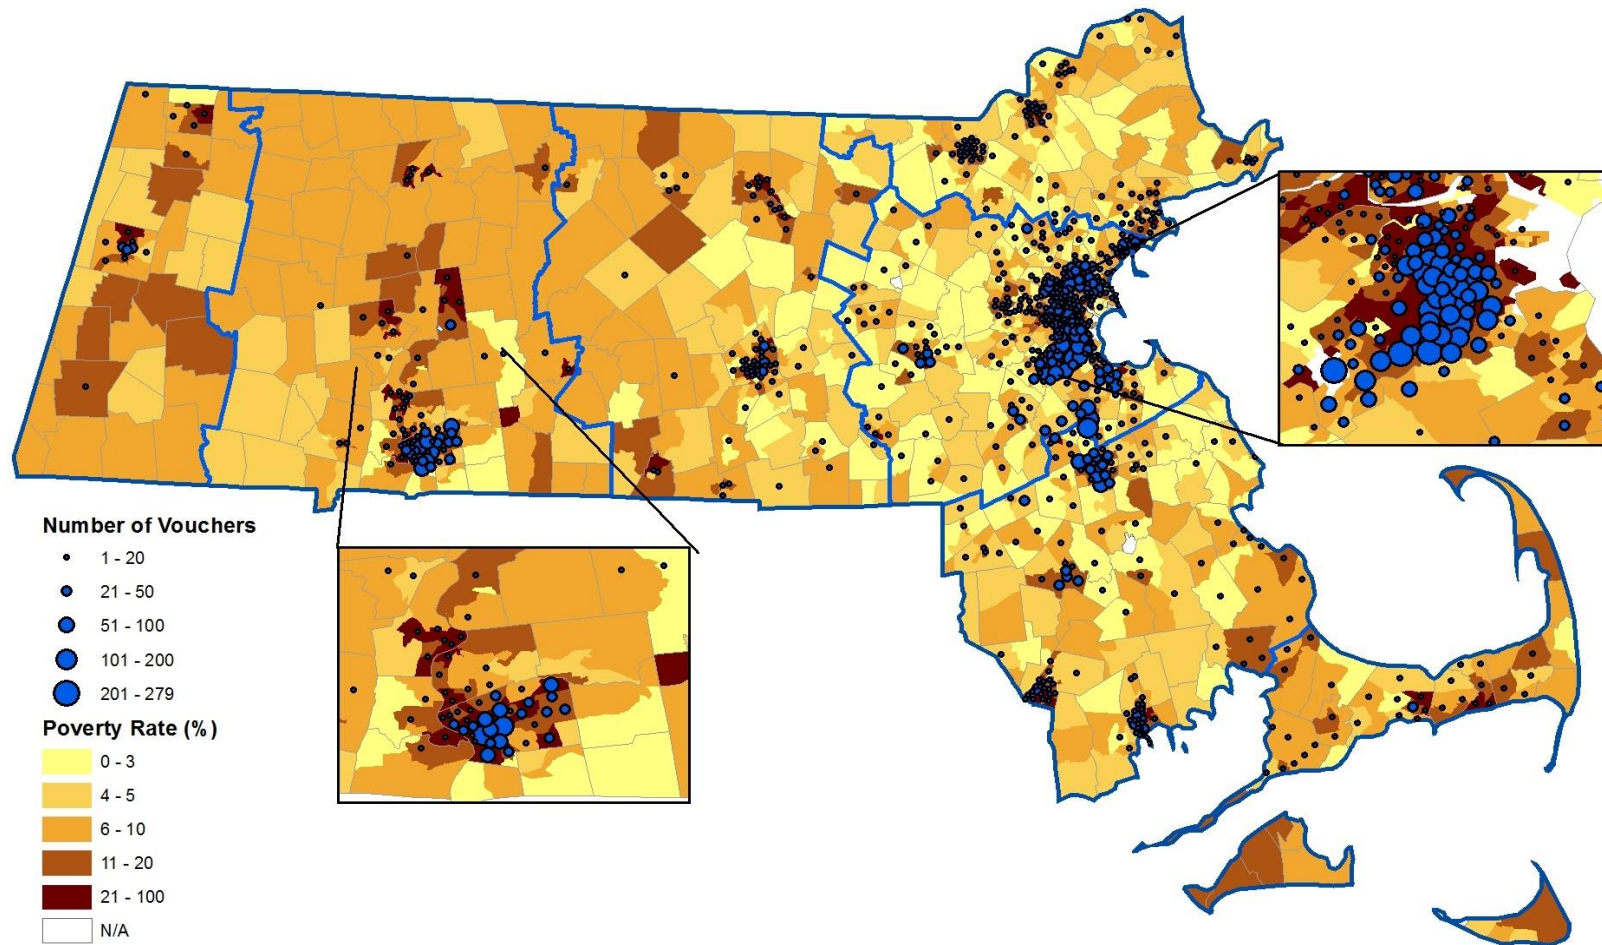 Number of Vouchers
1 - 20
21 - 50
51 - 100
101 - 200
201 - 279
Poverty Rate (%)
0 - 3
4 - 5
6 - 10
11 - 20
21 - 100
N/A